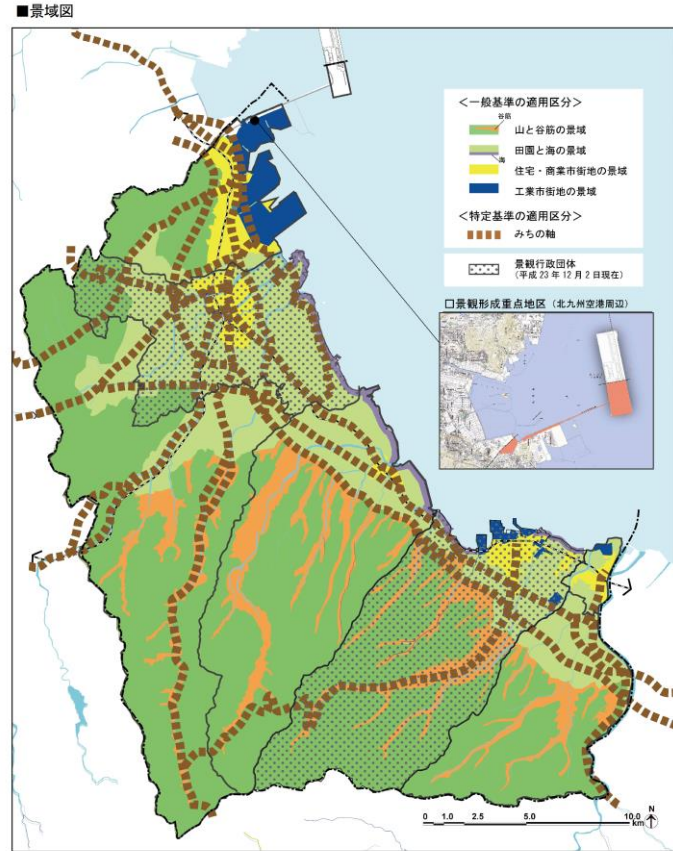 ■景域図
＜一般基準の適用区分＞
谷筋
山と谷筋の景域
田園と海の景域
海
住宅・商業市街地の景域
工業市街地の景域
＜特定基準の適用区分＞
みちの軸
景観行政団体
（平成 23 年 12 月 2 日現在）
□景観形成重点地区（北九州空港周辺）
0 1.0 2.5 5.0 10.0
km
N